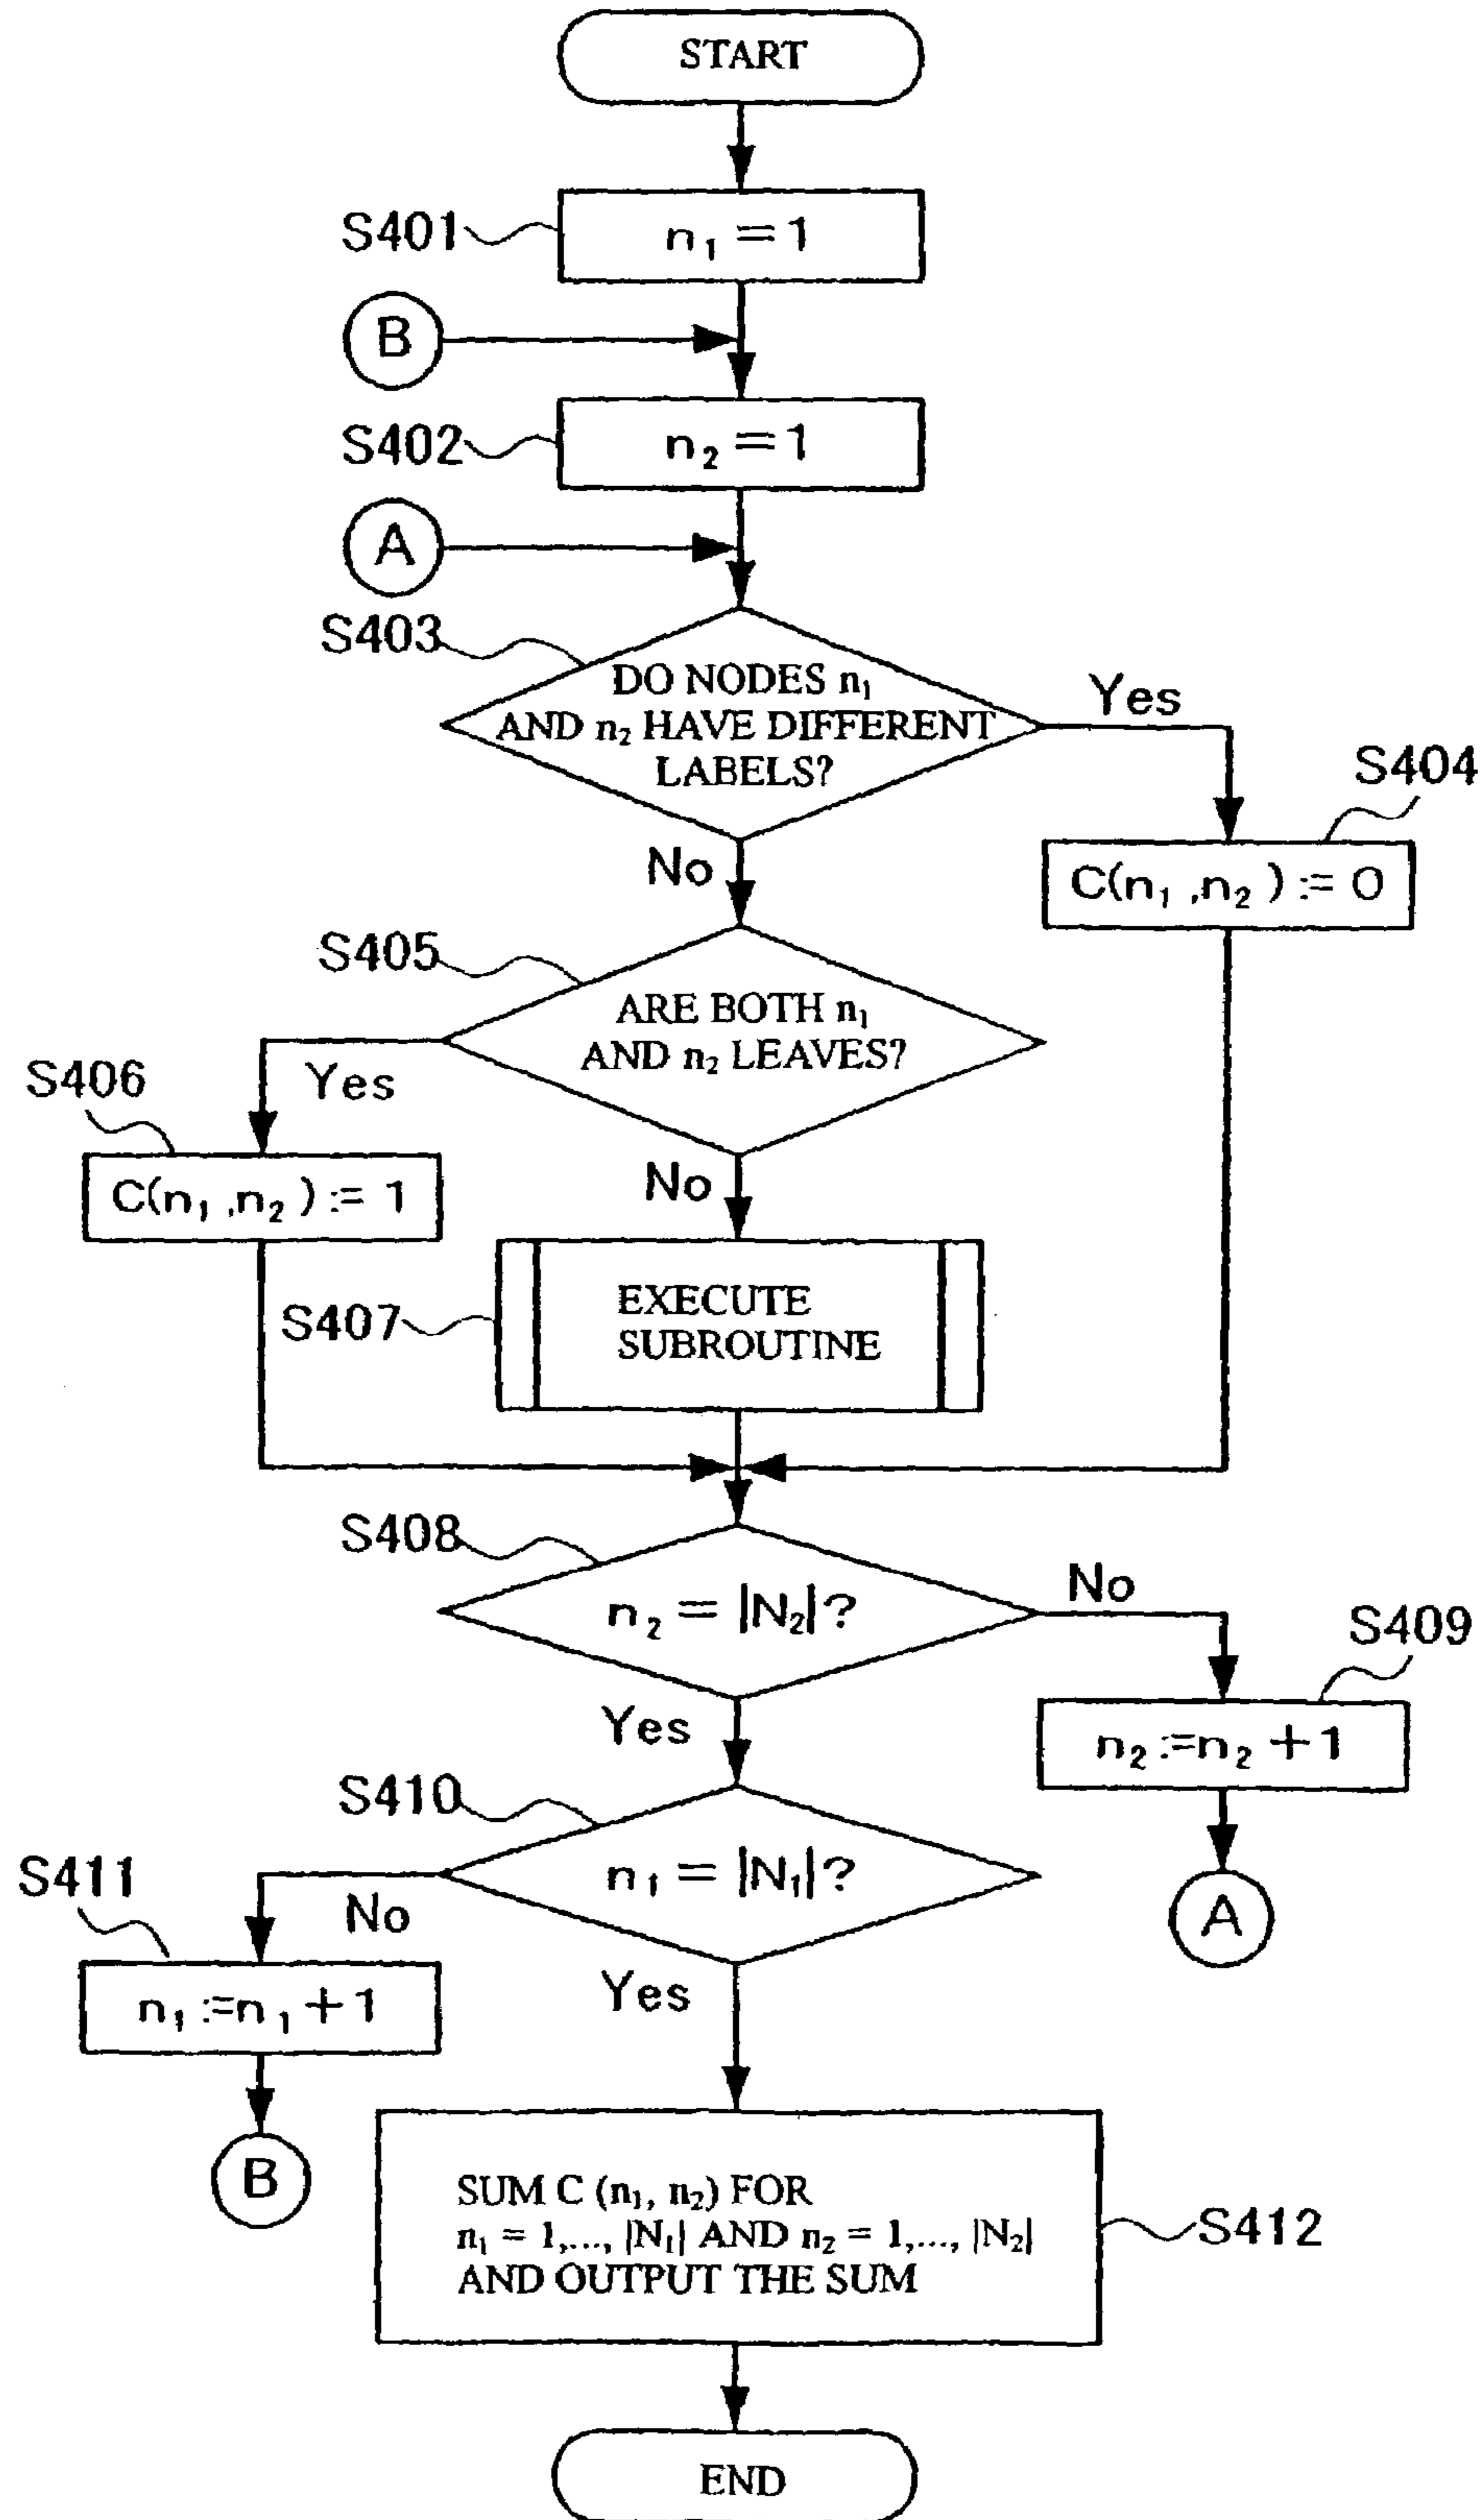 START
S401
n₁ = 1
B
S402
n₂ = 1
A
S403
DO NODES n₁
AND n₂ HAVE DIFFERENT
LABELS?
Yes
S404
C(n₁ ,n₂ ) := 0
No
S405
ARE BOTH n₁
AND n₂ LEAVES?
S406
Yes
C(n₁ ,n₂ ) := 1
No
S407
EXECUTE
SUBROUTINE
S408
n₂ = |N₂|?
No
S409
n₂ :=n₂ +1
A
Yes
S410
n₁ = |N₁|?
S411
No
n₁ :=n₁ +1
B
Yes
SUM C (n₁, n₂) FOR
n₁ = 1,..., |N₁| AND n₂ = 1,..., |N₂|
AND OUTPUT THE SUM
S412
END